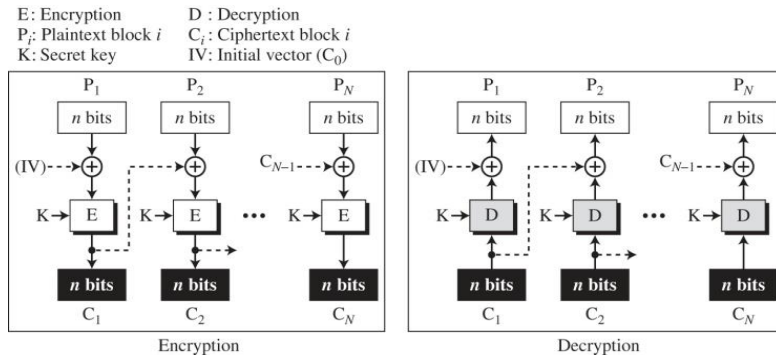 E: Encryption D : Decryption
Pi: Plaintext block i Ci: Ciphertext block i
K: Secret key IV: Initial vector (C0)
P1 P2 PN P1 P2 PN
n bits n bits n bits n bits n bits n bits
(IV) + + CN−1 + (IV) + + CN−1 +
K E K E ••• K E K D K D ••• K D
n bits n bits n bits n bits n bits n bits
C1 C2 CN C1 C2 CN
Encryption Decryption